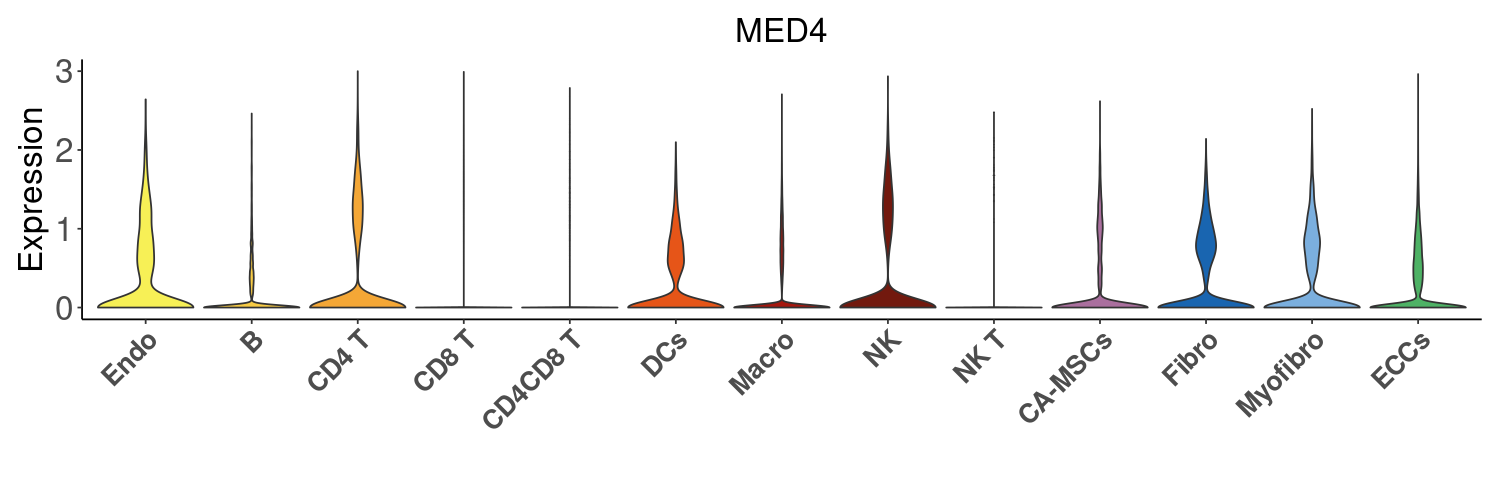 MED4
Expression
3
2
1
0
Endo
B
CD4 T
CD8 T
CD4CD8 T
DCs
Macro
NK
NK T
CA-MSCs
Fibro
Myofibro
ECCs